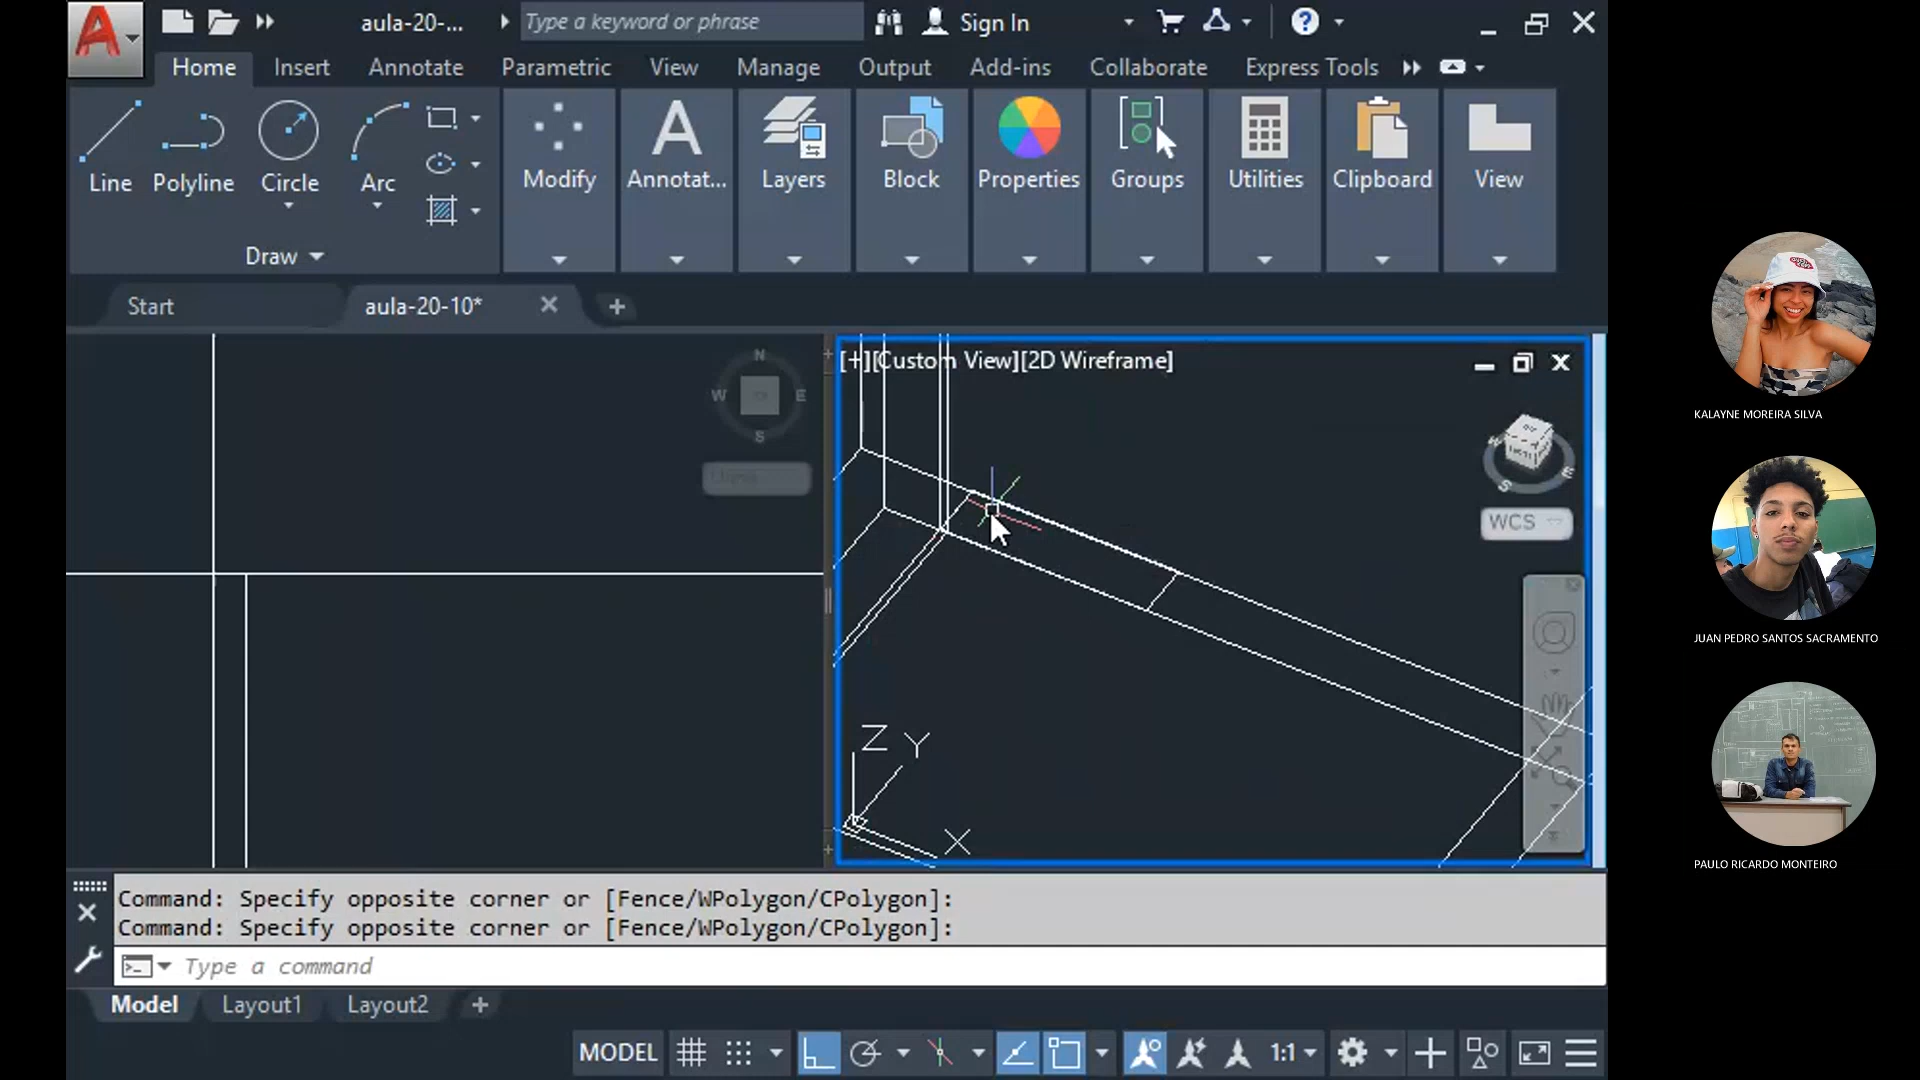 aula-20-...
Type a keyword or phrase
Sign In
Home Insert Annotate Parametric View Manage Output Add-ins Collaborate Express Tools
Line Polyline Circle Arc
Modify Annotat... Layers Block Properties Groups Utilities Clipboard View
Draw
Start aula-20-10*
[+][Custom View][2D Wireframe]
N
W E
S
W E
S
WCS
Z Y
X
KALAYNE MOREIRA SILVA
JUAN PEDRO SANTOS SACRAMENTO
PAULO RICARDO MONTEIRO
Command: Specify opposite corner or [Fence/WPolygon/CPolygon]:
Command: Specify opposite corner or [Fence/WPolygon/CPolygon]:
Type a command
Model Layout1 Layout2
MODEL 1:1